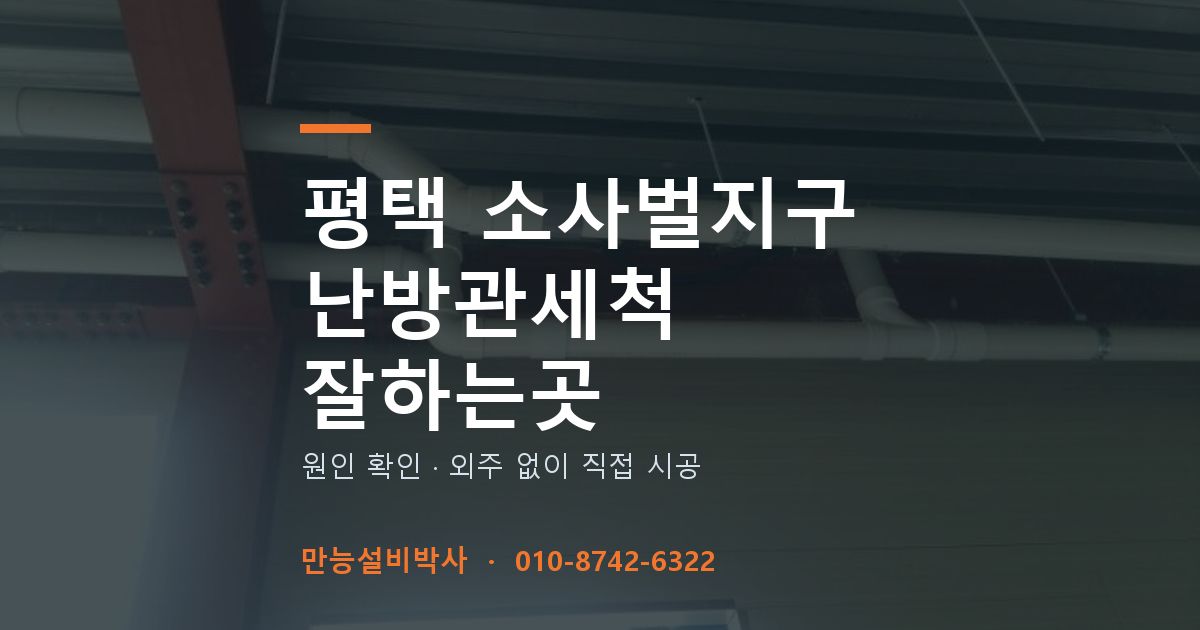 평택 소사벌지구
난방관세척
잘하는곳
원인 확인 · 외주 없이 직접 시공
만능설비박사 · 010-8742-6322